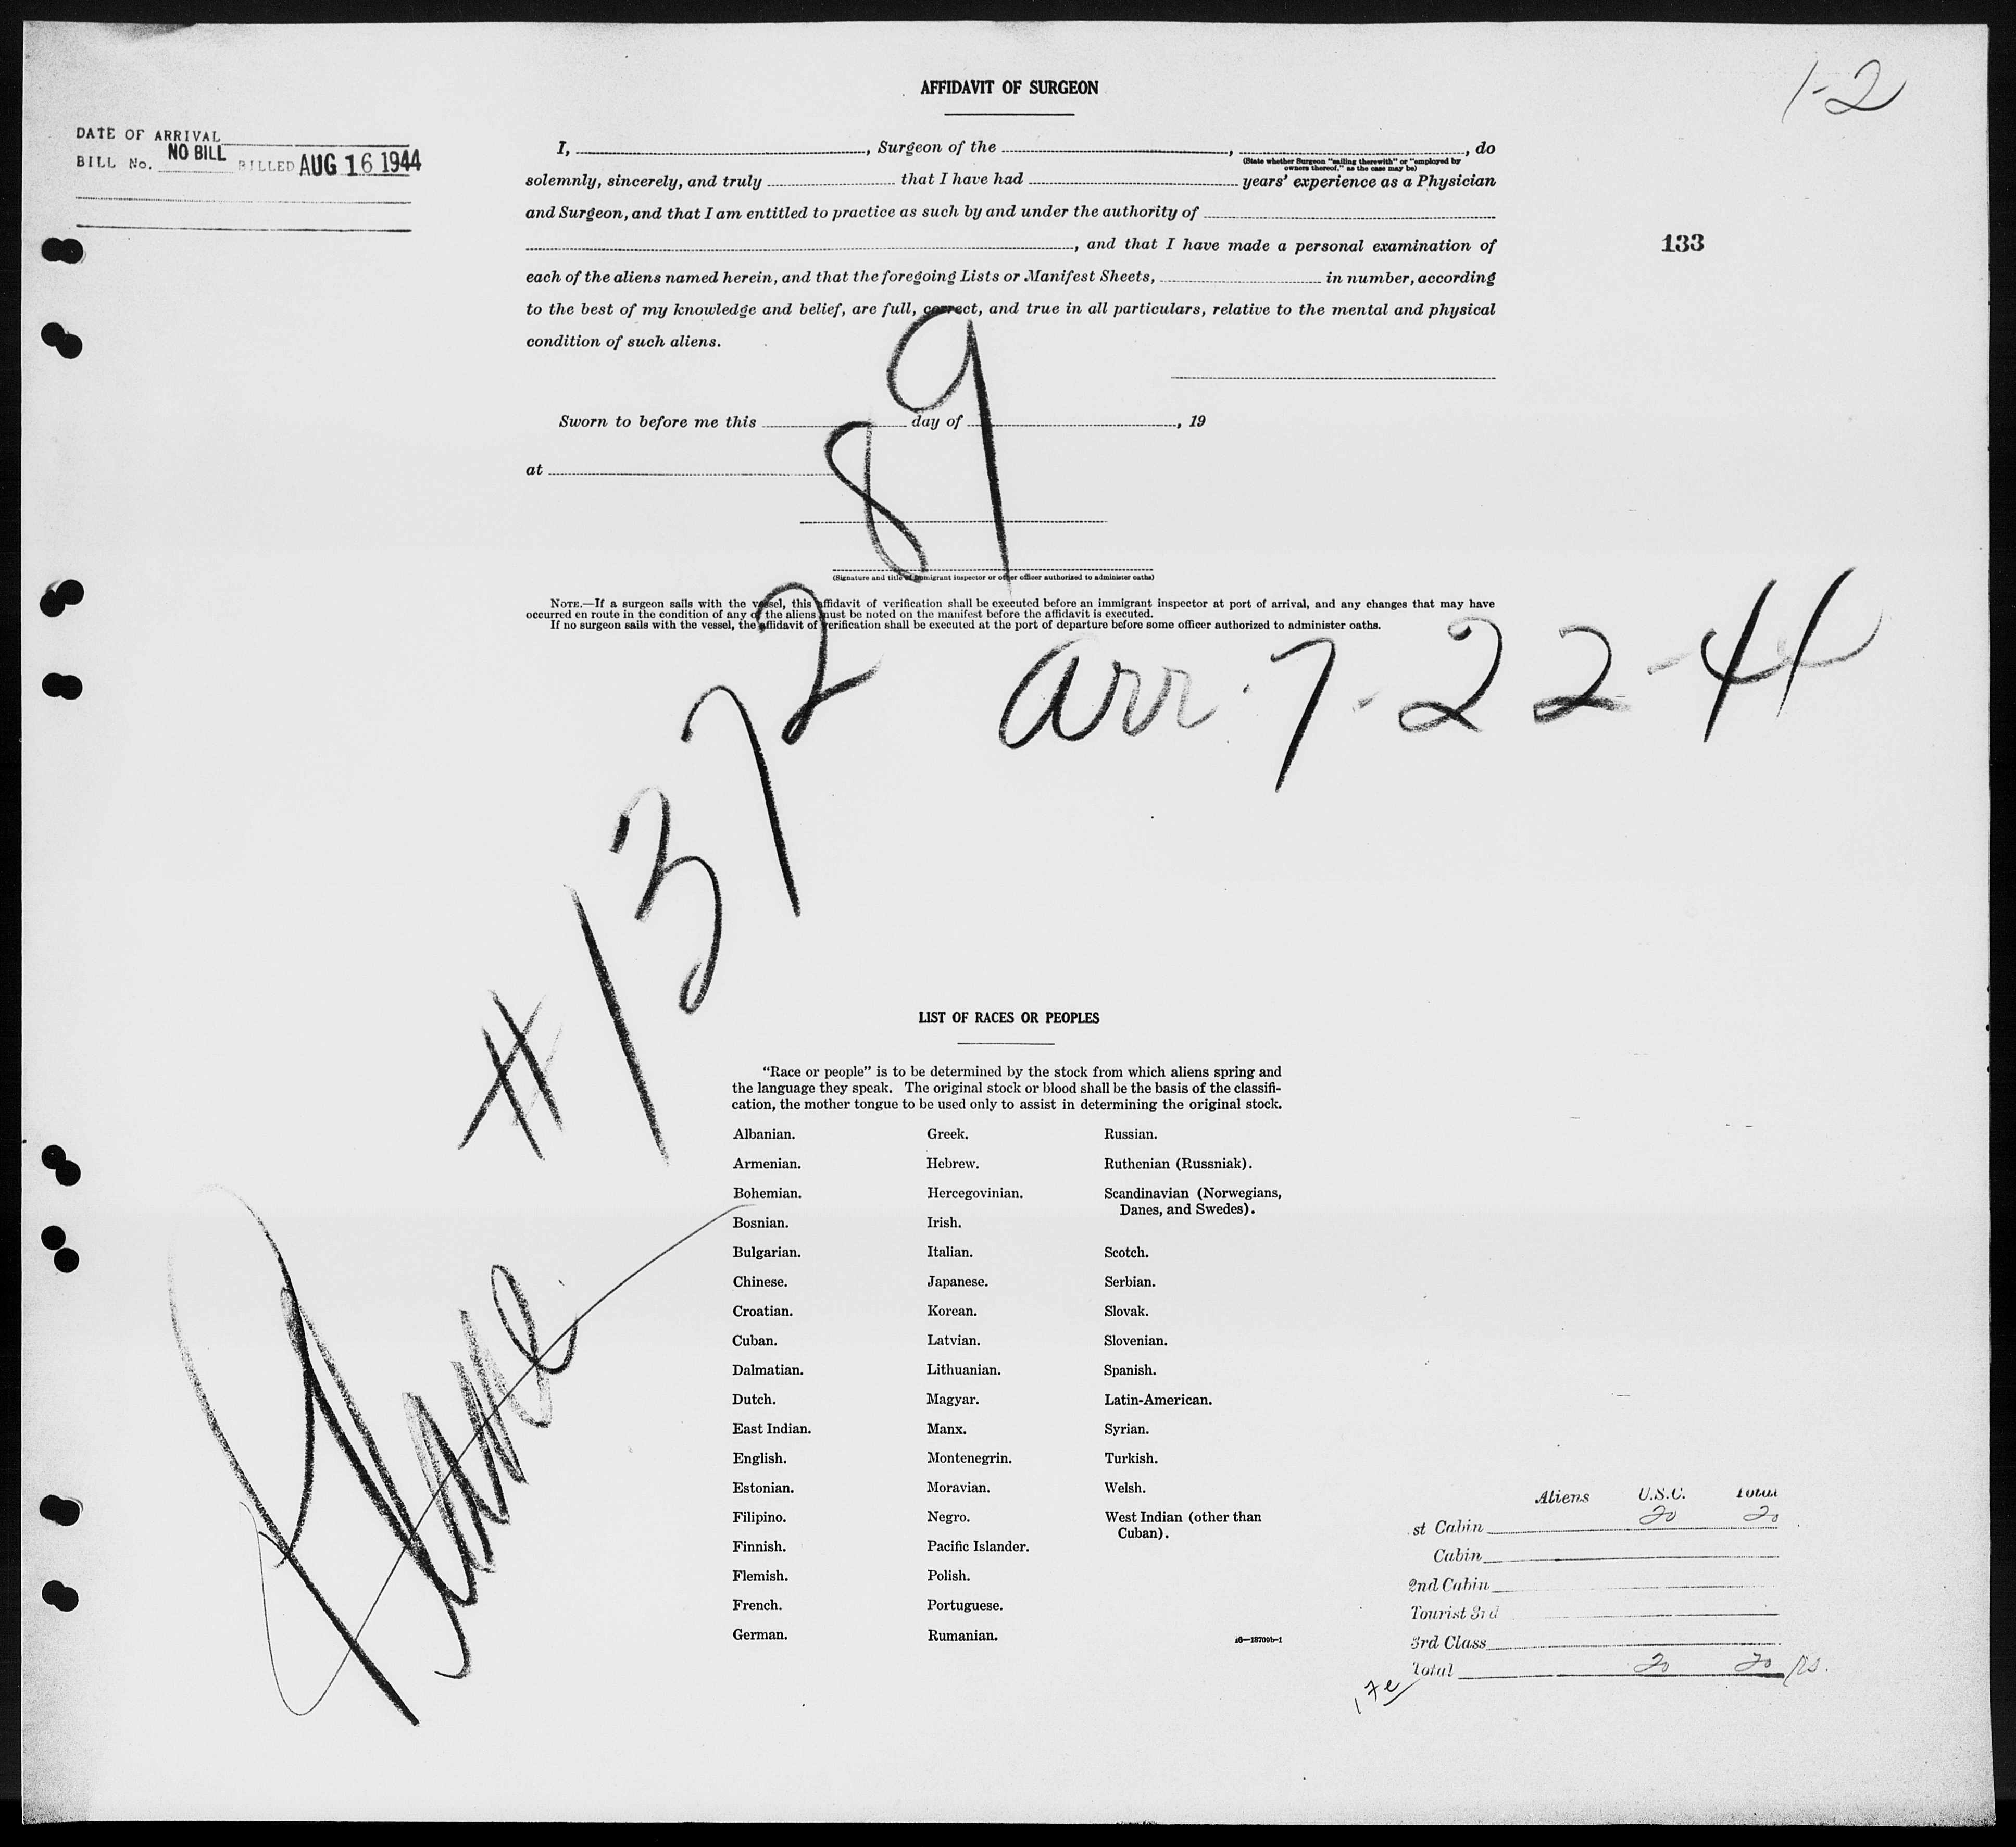 1-2
AFFIDAVIT OF SURGEON
DATE OF ARRIVAL
BILL No. NO BILL BILLED AUG 16 1944
I, , Surgeon of the , , do
(State whether Surgeon "sailing therewith" or "employed by
owners thereof," as the case may be)
solemnly, sincerely, and truly that I have had years' experience as a Physician
and Surgeon, and that I am entitled to practice as such by and under the authority of
, and that I have made a personal examination of
133
each of the aliens named herein, and that the foregoing Lists or Manifest Sheets, in number, according
to the best of my knowledge and belief, are full, correct, and true in all particulars, relative to the mental and physical
condition of such aliens.
Sworn to before me this day of , 19
at
(Signature and title of immigrant inspector or other officer authorized to administer oaths)
NOTE.—If a surgeon sails with the vessel, this affidavit of verification shall be executed before an immigrant inspector at port of arrival, and any changes that may have
occurred en route in the condition of any of the aliens must be noted on the manifest before the affidavit is executed.
If no surgeon sails with the vessel, the affidavit of verification shall be executed at the port of departure before some officer authorized to administer oaths.
#137289
arr. 7-22-44
LIST OF RACES OR PEOPLES
"Race or people" is to be determined by the stock from which aliens spring and
the language they speak. The original stock or blood shall be the basis of the classifi-
cation, the mother tongue to be used only to assist in determining the original stock.
Albanian.
Armenian.
Bohemian.
Bosnian.
Bulgarian.
Chinese.
Croatian.
Cuban.
Dalmatian.
Dutch.
East Indian.
English.
Estonian.
Filipino.
Finnish.
Flemish.
French.
German.
Greek.
Hebrew.
Hercegovinian.
Irish.
Italian.
Japanese.
Korean.
Latvian.
Lithuanian.
Magyar.
Manx.
Montenegrin.
Moravian.
Negro.
Pacific Islander.
Polish.
Portuguese.
Rumanian.
Russian.
Ruthenian (Russniak).
Scandinavian (Norwegians,
Danes, and Swedes).
Scotch.
Serbian.
Slovak.
Slovenian.
Spanish.
Latin-American.
Syrian.
Turkish.
Welsh.
West Indian (other than
Cuban).
16—18709b-1
Aliens U.S.C. Total
st Cabin 20 20
Cabin
2nd Cabin
Tourist 3rd
3rd Class
Total 20 20